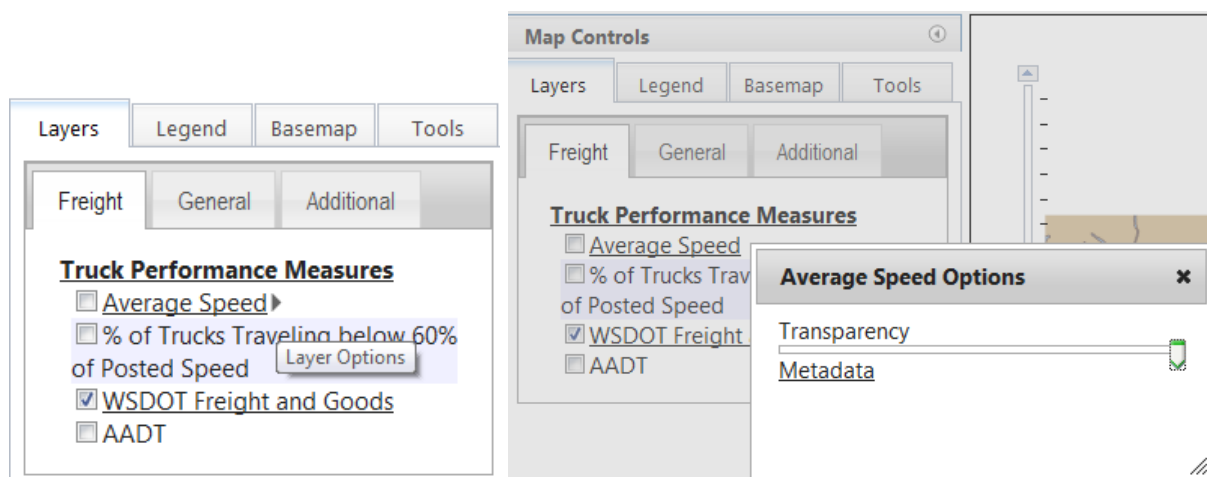 Layers Legend Basemap Tools
Freight General Additional
Truck Performance Measures
Average Speed
% of Trucks Traveling below 60%
of Posted Speed
Layer Options
WSDOT Freight and Goods
AADT
Map Controls
Layers Legend Basemap Tools
Freight General Additional
Truck Performance Measures
Average Speed
% of Trucks Trav
of Posted Speed
WSDOT Freight
AADT
Average Speed Options
Transparency
Metadata